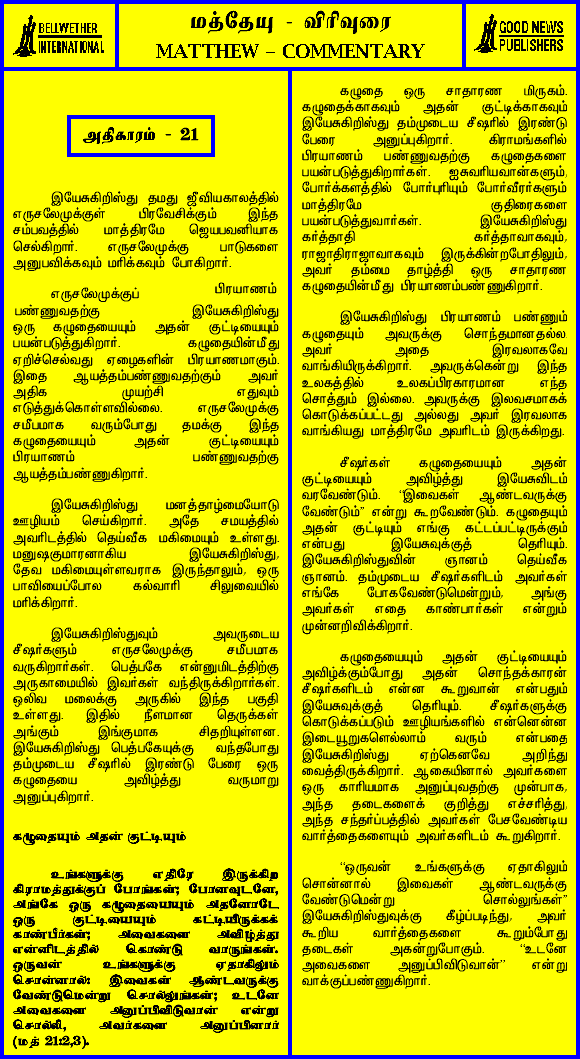 BELLWETHER
INTERNATIONAL
மத்தேயு - விரிவுரை
MATTHEW – COMMENTARY
GOOD NEWS
PUBLISHERS
அதிகாரம் - 21
இயேசுகிறிஸ்து தமது ஜீவியகாலத்தில்
எருசலேமுக்குள் பிரவேசிக்கும் இந்த
சம்பவத்தில் மாத்திரமே ஜெயபவனியாக
செல்கிறார். எருசலேமுக்கு பாடுகளை
அனுபவிக்கவும் மரிக்கவும் போகிறார்.
எருசலேமுக்குப் பிரயாணம்
பண்ணுவதற்கு இயேசுகிறிஸ்து
ஒரு கழுதையையும் அதன் குட்டியையும்
பயன்படுத்துகிறார். கழுதையின்மீது
ஏறிச்செல்வது ஏழைகளின் பிரயாணமாகும்.
இதை ஆயத்தம்பண்ணுவதற்கும் அவர்
அதிக முயற்சி எதுவும்
எடுத்துக்கொள்ளவில்லை. எருசலேமுக்கு
சமீபமாக வரும்போது தமக்கு இந்த
கழுதையையும் அதன் குட்டியையும்
பிரயாணம் பண்ணுவதற்கு
ஆயத்தம்பண்ணுகிறார்.
இயேசுகிறிஸ்து மனத்தாழ்மையோடு
ஊழியம் செய்கிறார். அதே சமயத்தில்
அவரிடத்தில் தெய்வீக மகிமையும் உள்ளது.
மனுஷகுமாரனாகிய இயேசுகிறிஸ்து,
தேவ மகிமையுள்ளவராக இருந்தாலும், ஒரு
பாவியைப்போல கல்வாரி சிலுவையில்
மரிக்கிறார்.
இயேசுகிறிஸ்துவும் அவருடைய
சீஷர்களும் எருசலேமுக்கு சமீபமாக
வருகிறார்கள். பெத்பகே என்னுமிடத்திற்கு
அருகாமையில் இவர்கள் வந்திருக்கிறார்கள்.
ஒலிவ மலைக்கு அருகில் இந்த பகுதி
உள்ளது. இதில் நீளமான தெருக்கள்
அங்கும் இங்குமாக சிதறியுள்ளன.
இயேசுகிறிஸ்து பெத்பகேயுக்கு வந்தபோது
தம்முடைய சீஷரில் இரண்டு பேரை ஒரு
கழுதையை அவிழ்த்து வருமாறு
அனுப்புகிறார்.
கழுதையும் அதன் குட்டியும்
உங்களுக்கு எதிரே இருக்கிற
கிராமத்துக்குப் போங்கள்; போனவுடனே,
அங்கே ஒரு கழுதையையும் அதனோடே
ஒரு குட்டியையும் கட்டியிருக்கக்
காண்பீர்கள்; அவைகளை அவிழ்த்து
என்னிடத்தில் கொண்டு வாருங்கள்.
ஒருவன் உங்களுக்கு ஏதாகிலும்
சொன்னால்: இவைகள் ஆண்டவருக்கு
வேண்டுமென்று சொல்லுங்கள்; உடனே
அவைகளை அனுப்பிவிடுவான் என்று
சொல்லி, அவர்களை அனுப்பினார்
(மத் 21:2,3).
கழுதை ஒரு சாதாரண மிருகம்.
கழுதைக்காகவும் அதன் குட்டிக்காகவும்
இயேசுகிறிஸ்து தம்முடைய சீஷரில் இரண்டு
பேரை அனுப்புகிறார். கிராமங்களில்
பிரயாணம் பண்ணுவதற்கு கழுதைகளை
பயன்படுத்துகிறார்கள். ஐசுவரியவான்களும்,
போர்க்களத்தில் போர்புரியும் போர்வீரர்களும்
மாத்திரமே குதிரைகளை
பயன்படுத்துவார்கள். இயேசுகிறிஸ்து
கர்த்தாதி கர்த்தாவாகவும்,
ராஜாதிராஜாவாகவும் இருக்கின்றபோதிலும்,
அவர் தம்மை தாழ்த்தி ஒரு சாதாரண
கழுதையின்மீது பிரயாணம்பண்ணுகிறார்.
இயேசுகிறிஸ்து பிரயாணம் பண்ணும்
கழுதையும் அவருக்கு சொந்தமானதல்ல.
அவர் அதை இரவலாகவே
வாங்கியிருக்கிறார். அவருக்கென்று இந்த
உலகத்தில் உலகப்பிரகாரமான எந்த
சொத்தும் இல்லை. அவருக்கு இலவசமாகக்
கொடுக்கப்பட்டது அல்லது அவர் இரவலாக
வாங்கியது மாத்திரமே அவரிடம் இருக்கிறது.
சீஷர்கள் கழுதையையும் அதன்
குட்டியையும் அவிழ்த்து இயேசுவிடம்
வரவேண்டும். “இவைகள் ஆண்டவருக்கு
வேண்டும்” என்று கூறவேண்டும். கழுதையும்
அதன் குட்டியும் எங்கு கட்டப்பட்டிருக்கும்
என்பது இயேசுவுக்குத் தெரியும்.
இயேசுகிறிஸ்துவின் ஞானம் தெய்வீக
ஞானம். தம்முடைய சீஷர்களிடம் அவர்கள்
எங்கே போகவேண்டுமென்றும், அங்கு
அவர்கள் எதை காண்பார்கள் என்றும்
முன்னறிவிக்கிறார்.
கழுதையையும் அதன் குட்டியையும்
அவிழ்க்கும்போது அதன் சொந்தக்காரன்
சீஷர்களிடம் என்ன கூறுவான் என்பதும்
இயேசுவுக்குத் தெரியும். சீஷர்களுக்கு
கொடுக்கப்படும் ஊழியங்களில் என்னென்ன
இடையூறுகளெல்லாம் வரும் என்பதை
இயேசுகிறிஸ்து ஏற்கெனவே அறிந்து
வைத்திருக்கிறார். ஆகையினால் அவர்களை
ஒரு காரியமாக அனுப்புவதற்கு முன்பாக,
அந்த தடைகளைக் குறித்து எச்சரித்து,
அந்த சந்தர்ப்பத்தில் அவர்கள் பேசவேண்டிய
வார்த்தைகளையும் அவர்களிடம் கூறுகிறார்.
“ஒருவன் உங்களுக்கு ஏதாகிலும்
சொன்னால் இவைகள் ஆண்டவருக்கு
வேண்டுமென்று சொல்லுங்கள்”
இயேசுகிறிஸ்துவுக்கு கீழ்ப்படிந்து, அவர்
கூறிய வார்த்தைகளை கூறும்போது
தடைகள் அகன்றுபோகும். “உடனே
அவைகளை அனுப்பிவிடுவான்” என்று
வாக்குப்பண்ணுகிறார்.